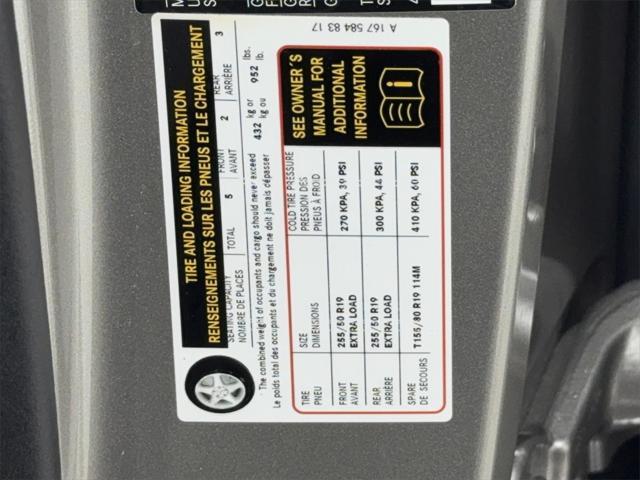 A 167 584 83 17
TIRE AND LOADING INFORMATION
RENSEIGNEMENTS SUR LES PNEUS ET LE CHARGEMENT
SEATING CAPACITY TOTAL 5 FRONT 2 REAR 3
NOMBRE DE PLACES AVANT ARRIÈRE
The combined weight of occupants and cargo should never exceed 432 kg or 952 lbs.
Le poids total des occupants et du chargement ne doit jamais dépasser kg ou lb.
TIRE SIZE COLD TIRE PRESSURE
PNEU DIMENSIONS PRESSION DES
PNEUS À FROID
FRONT 255/50 R19 270 KPA, 39 PSI
AVANT EXTRA LOAD
REAR 255/50 R19 300 KPA, 44 PSI
ARRIÈRE EXTRA LOAD
SPARE T155/80 R19 114M 410 KPA, 60 PSI
DE SECOURS
SEE OWNER´S
MANUAL FOR
ADDITIONAL
INFORMATION